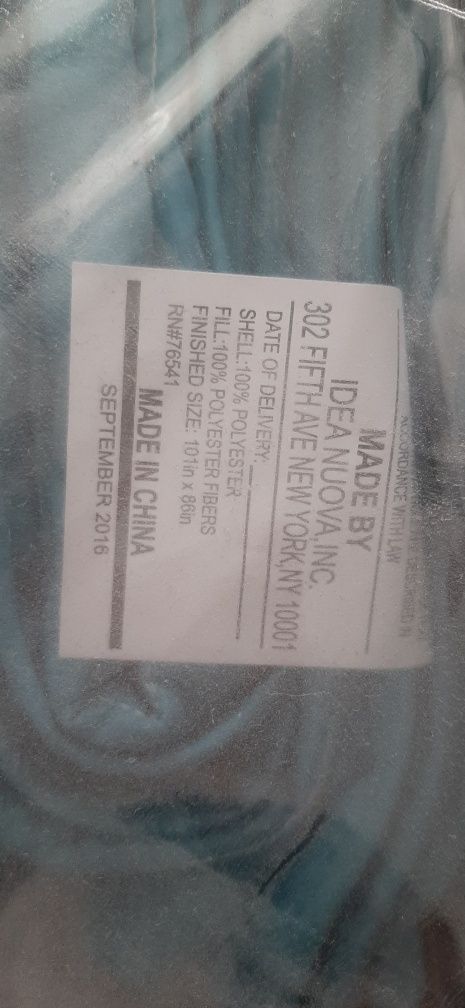 ACCORDANCE WITH LAW
MADE BY
IDEA NUOVA, INC.
302 FIFTH AVE NEW YORK, NY 10001
DATE OF DELIVERY:
SHELL:100% POLYESTER
FILL:100% POLYESTER FIBERS
FINISHED SIZE: 101in x 86in
RN#76541
MADE IN CHINA
SEPTEMBER 2016